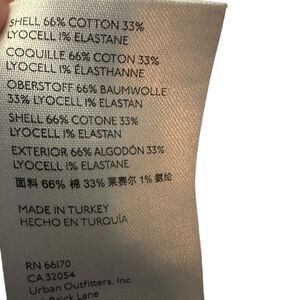 SHELL 66% COTTON 33%
LYOCELL 1% ELASTANE
COQUILLE 66% COTON 33%
LYOCELL 1% ÉLASTHANNE
OBERSTOFF 66% BAUMWOLLE
33% LYOCELL 1% ELASTAN
SHELL 66% COTONE 33%
LYOCELL 1% ELASTAN
EXTERIOR 66% ALGODÓN 33%
LYOCELL 1% ELASTANE
面料 66% 棉 33% 莱赛尔 1% 氨纶
MADE IN TURKEY
HECHO EN TURQUÍA
RN 66170
CA 32054
Urban Outfitters, Inc.
Brick Lane